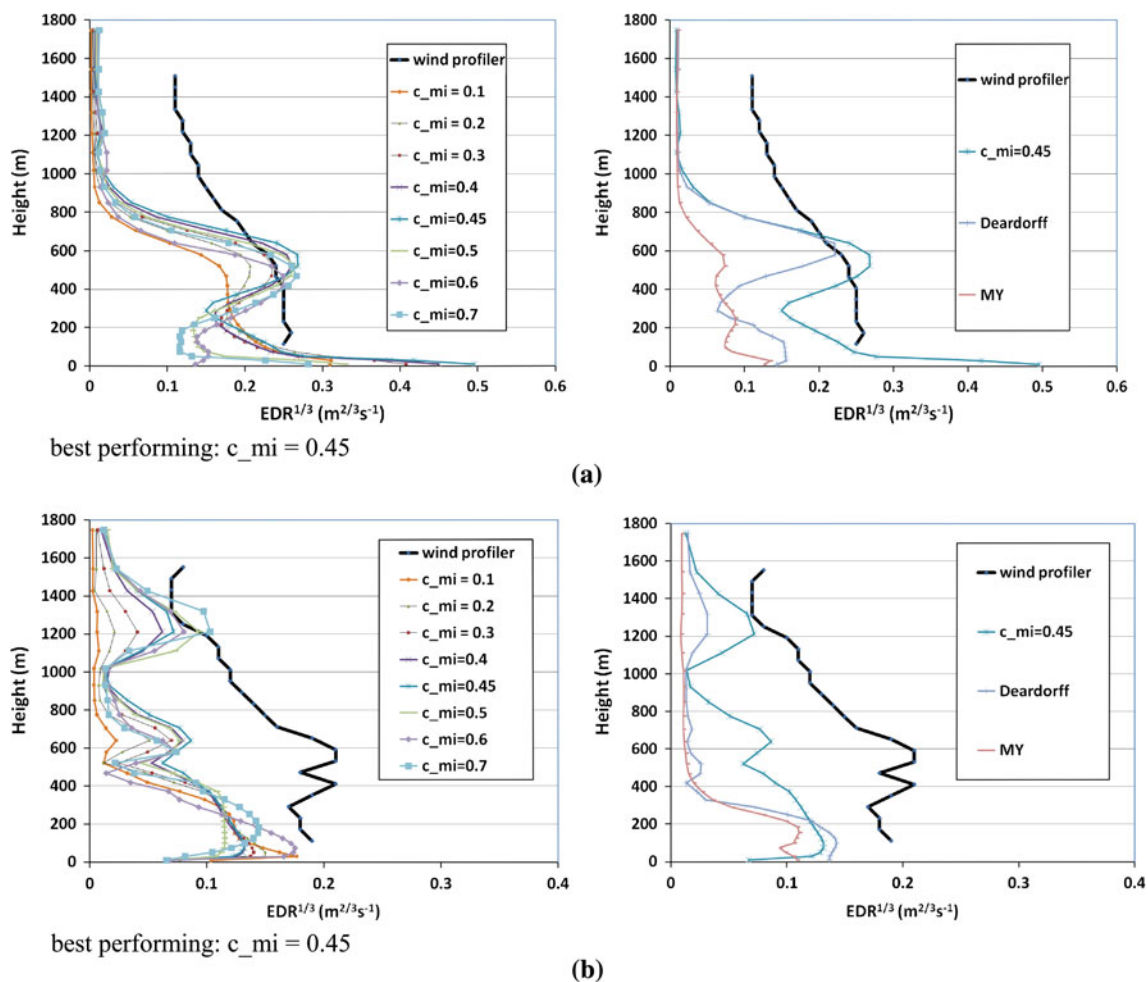 1800
1600
1400
1200
1000
800
600
400
200
0
Height (m)
0
0.1
0.2
0.3
0.4
0.5
0.6
EDR1/3 (m2/3s-1)
wind profiler
c_mi = 0.1
c_mi = 0.2
c_mi = 0.3
c_mi=0.4
c_mi=0.45
c_mi=0.5
c_mi=0.6
c_mi=0.7
1800
1600
1400
1200
1000
800
600
400
200
0
Height (m)
0
0.1
0.2
0.3
0.4
0.5
0.6
EDR1/3 (m2/3s-1)
wind profiler
c_mi=0.45
Deardorff
MY
best performing: c_mi = 0.45
(a)
1800
1600
1400
1200
1000
800
600
400
200
0
Height (m)
0
0.1
0.2
0.3
0.4
EDR1/3 (m2/3s-1)
wind profiler
c_mi = 0.1
c_mi = 0.2
c_mi = 0.3
c_mi=0.4
c_mi=0.45
c_mi=0.5
c_mi=0.6
c_mi=0.7
1800
1600
1400
1200
1000
800
600
400
200
0
Height (m)
0
0.1
0.2
0.3
0.4
EDR1/3 (m2/3s-1)
wind profiler
c_mi=0.45
Deardorff
MY
best performing: c_mi = 0.45
(b)